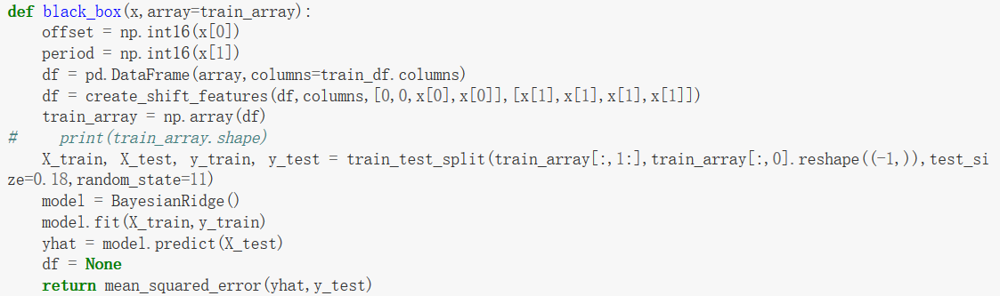 def black_box(x,array=train_array):
    offset = np.int16(x[0])
    period = np.int16(x[1])
    df = pd.DataFrame(array,columns=train_df.columns)
    df = create_shift_features(df,columns,[0,0,x[0],x[0]],[x[1],x[1],x[1],x[1]])
    train_array = np.array(df)
#     print(train_array.shape)
    X_train, X_test, y_train, y_test = train_test_split(train_array[:,1:],train_array[:,0].reshape((-1,)),test_si
ze=0.18,random_state=11)
    model = BayesianRidge()
    model.fit(X_train,y_train)
    yhat = model.predict(X_test)
    df = None
    return mean_squared_error(yhat,y_test)